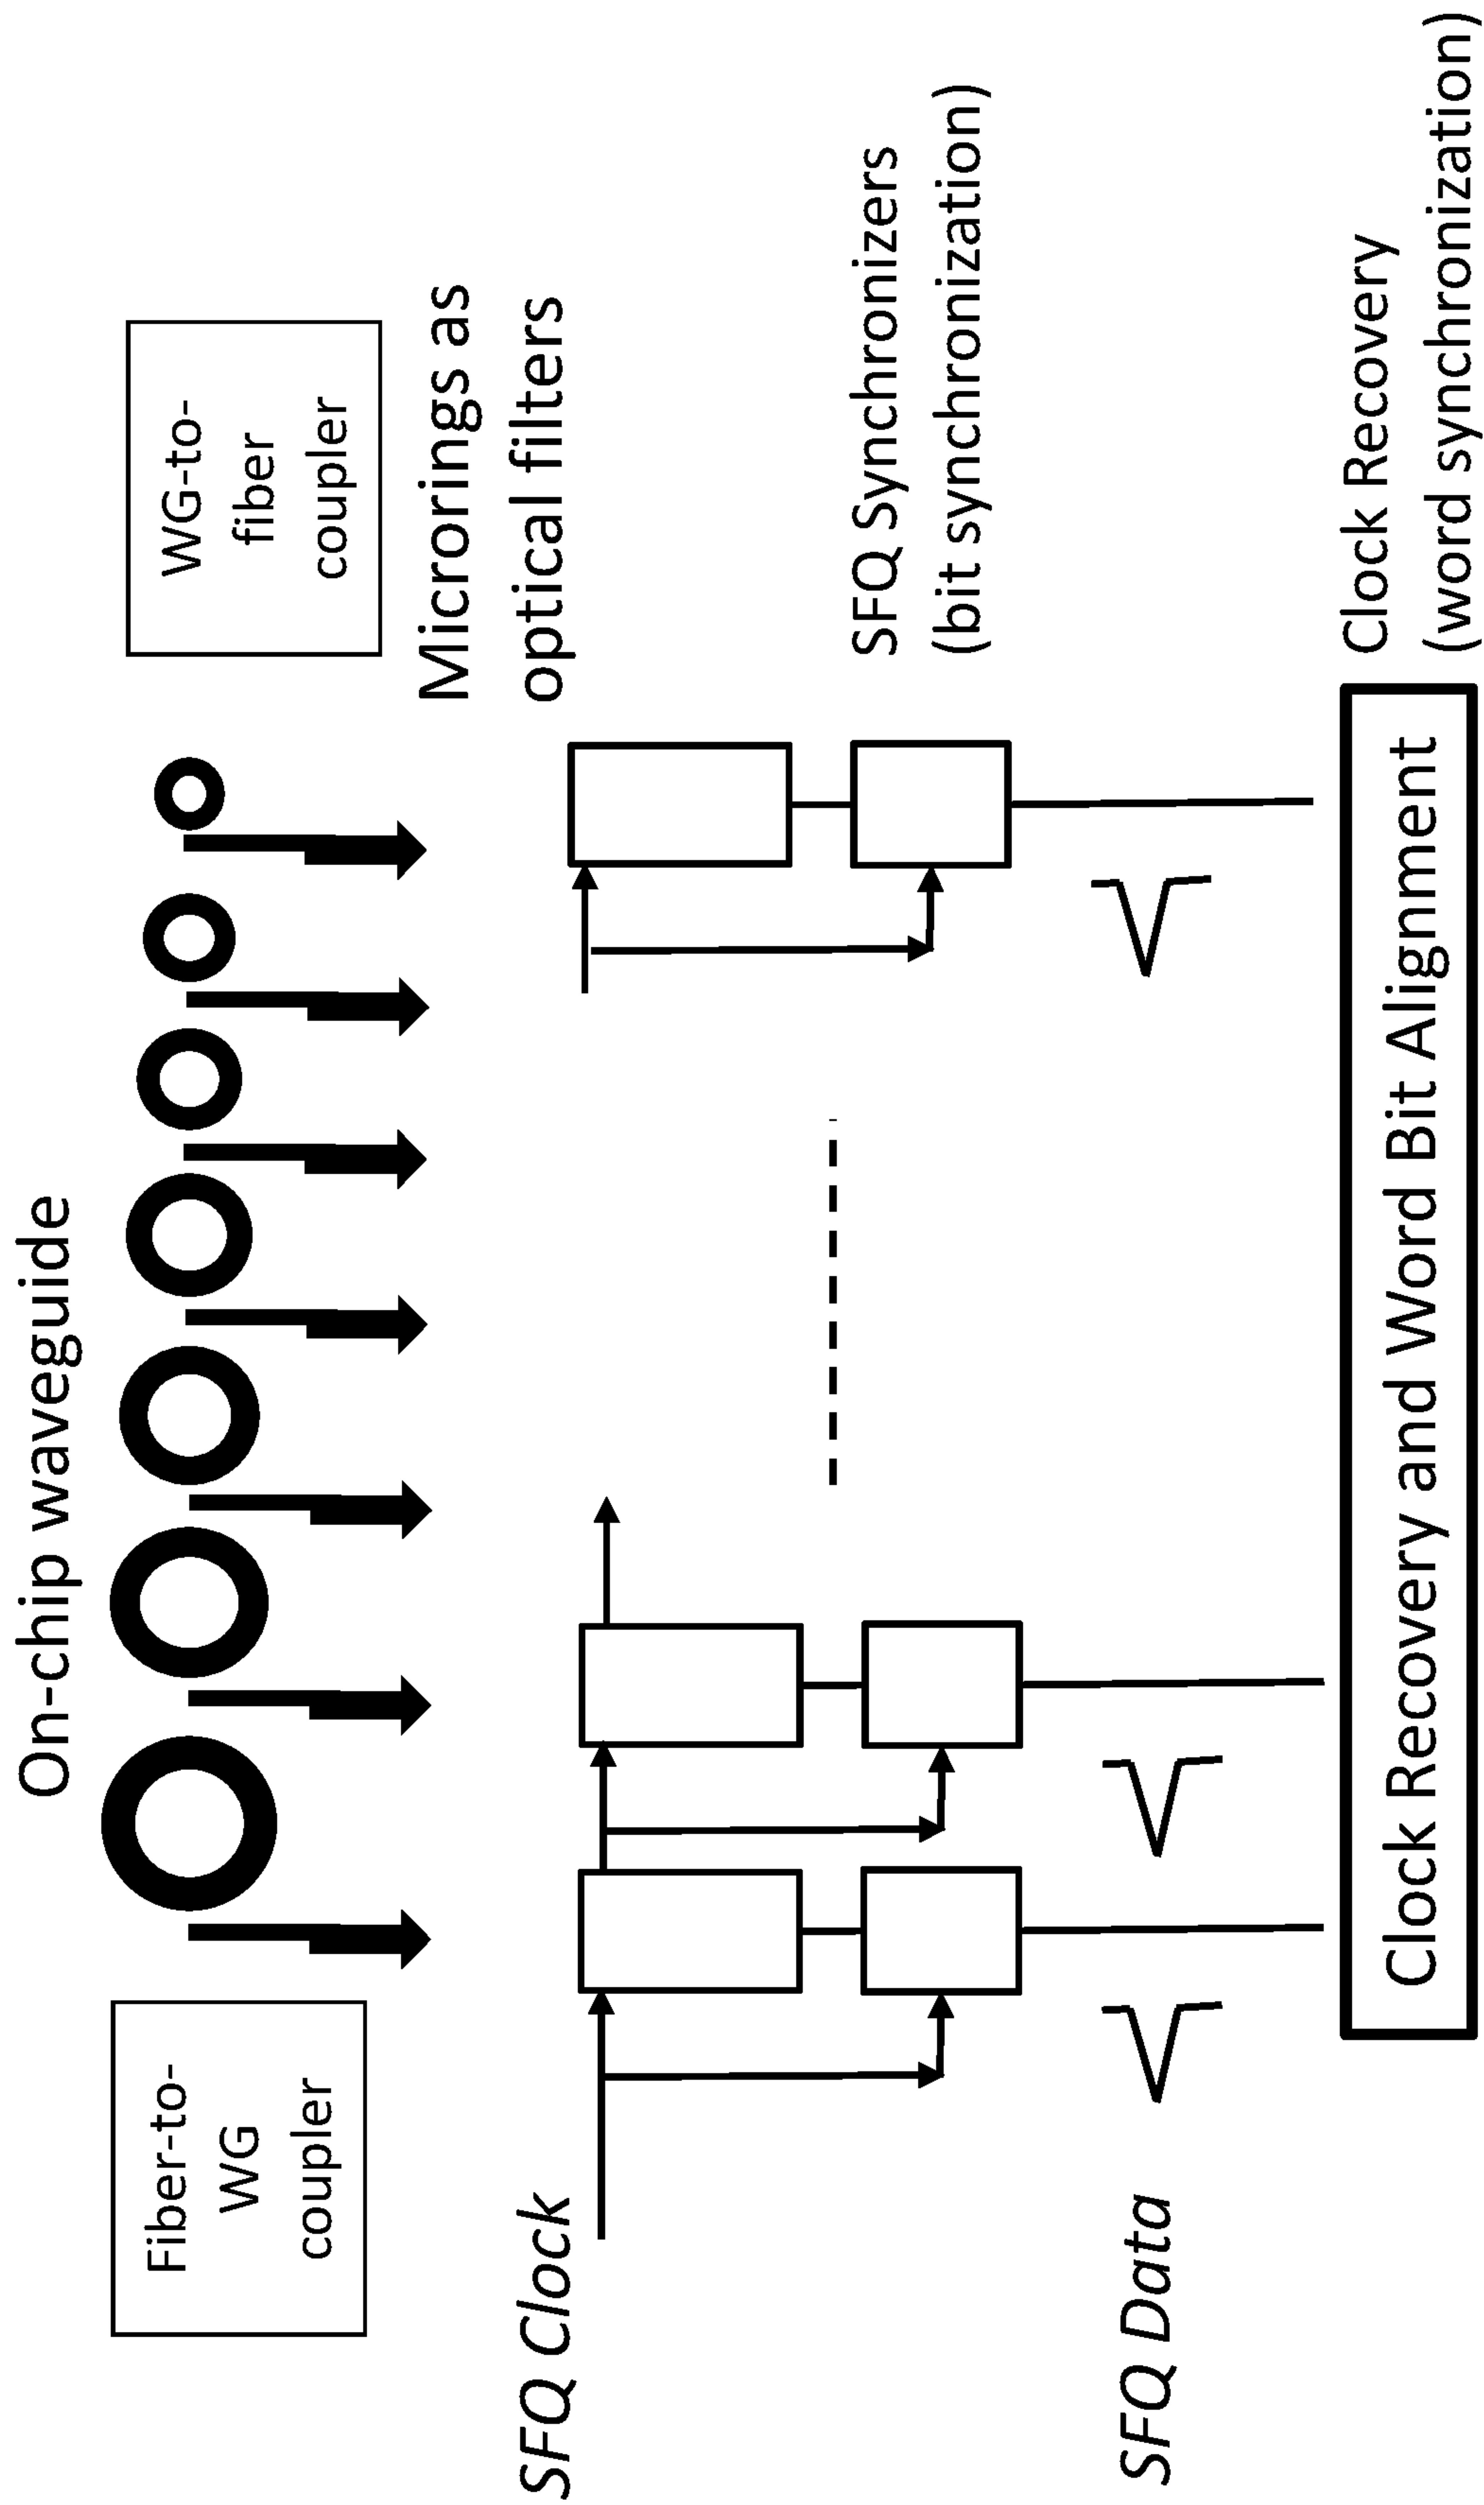 On-chip waveguide
Fiber-to-
WG
coupler
WG-to-
fiber
coupler
Microrings as
optical filters
SFQ Clock
SFQ Synchronizers
(bit synchronization)
SFQ Data
Clock Recovery
(word synchronization)
Clock Recovery and Word Bit Alignment